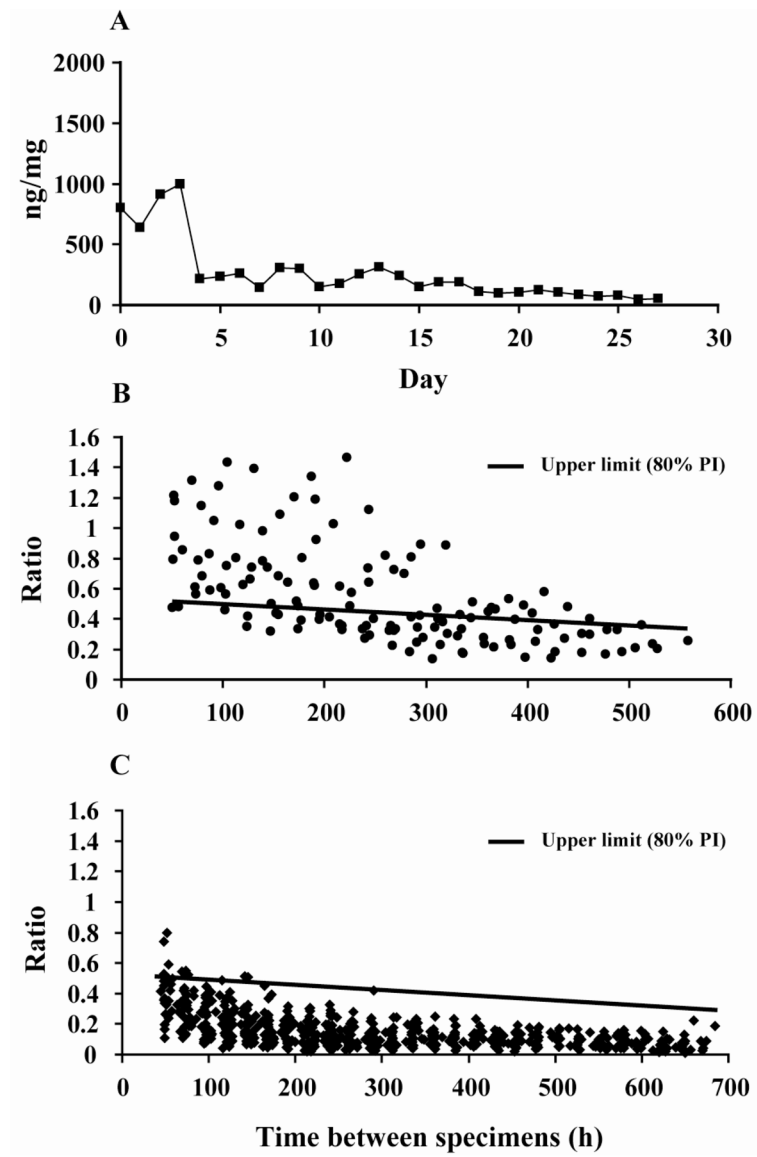 A
2000
1500
1000
500
0
ng/mg
0 5 10 15 20 25 30
Day
B
1.6
1.4
1.2
1
0.8
0.6
0.4
0.2
0
Ratio
Upper limit (80% PI)
0 100 200 300 400 500 600
C
1.6
1.4
1.2
1
0.8
0.6
0.4
0.2
0
Ratio
Upper limit (80% PI)
0 100 200 300 400 500 600 700
Time between specimens (h)